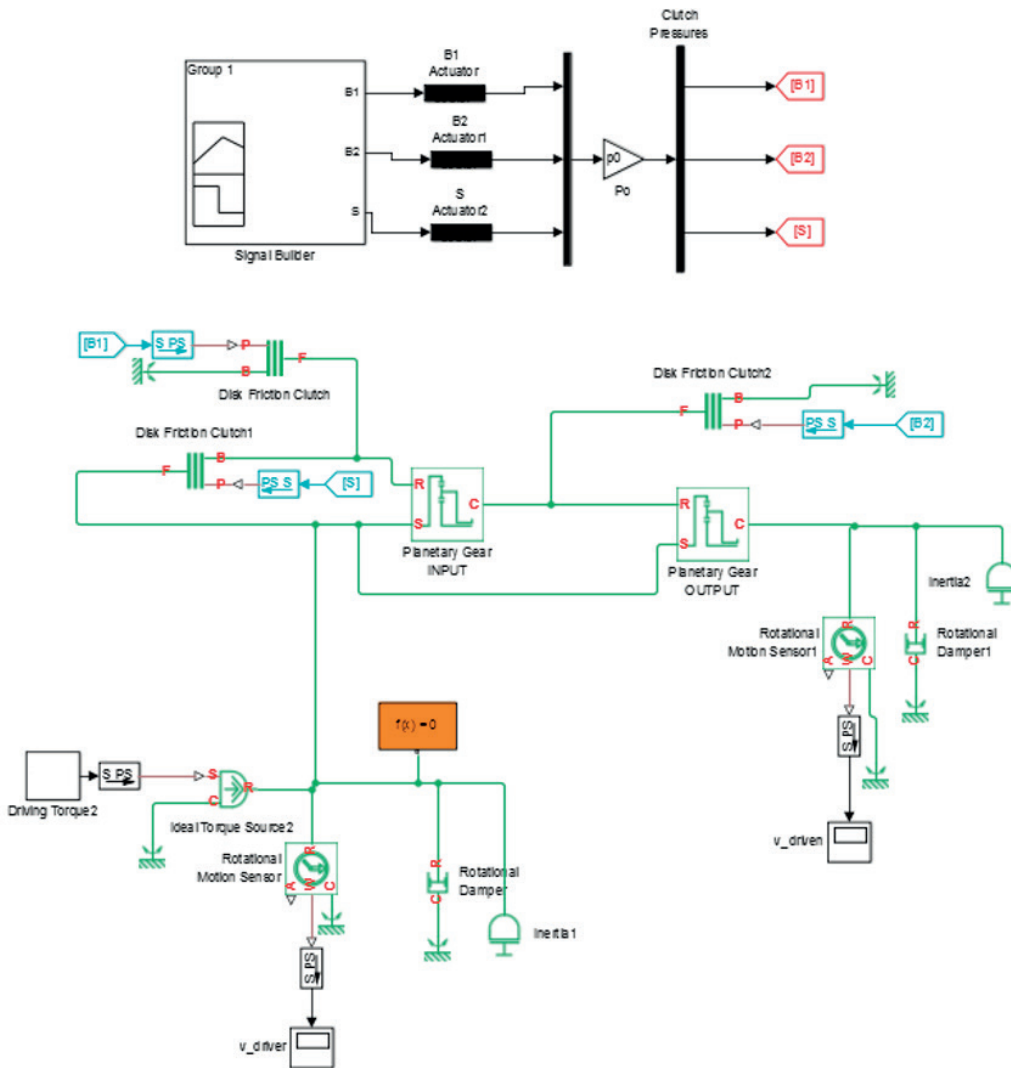 Clutch
Pressures
Group 1
B1
Actuator
B1
[B1]
B2
Actuator1
B2
p0
Po
[B2]
S
Actuator2
S
[S]
Signal Builder
[B1]
S PS
P
F
B
Disk Friction Clutch
Disk Friction Clutch2
B
F
P
PS S
[B2]
Disk Friction Clutch1
B
F
P
PS S
[S]
R
C
S
Planetary Gear
INPUT
R
C
S
Planetary Gear
OUTPUT
Inertia2
Rotational
Motion Sensor1
R
A
W
C
R
C
Rotational
Damper1
S PS
v_driven
f(x) = 0
S PS
S
R
C
Driving Torque2
Ideal Torque Source2
Rotational
Motion Sensor
R
A
W
C
R
C
Rotational
Damper
Inertia1
S PS
v_driver